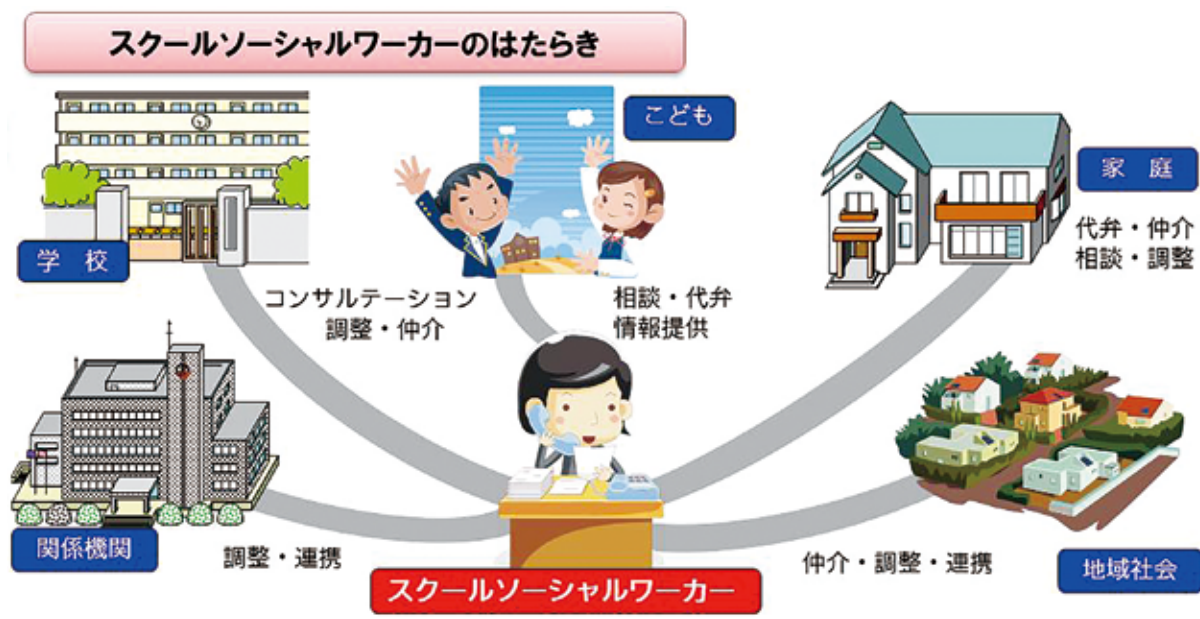 スクールソーシャルワーカーのはたらき
こども
家庭
代弁・仲介
相談・調整
学校
コンサルテーション
調整・仲介
相談・代弁
情報提供
関係機関
調整・連携
仲介・調整・連携
地域社会
スクールソーシャルワーカー